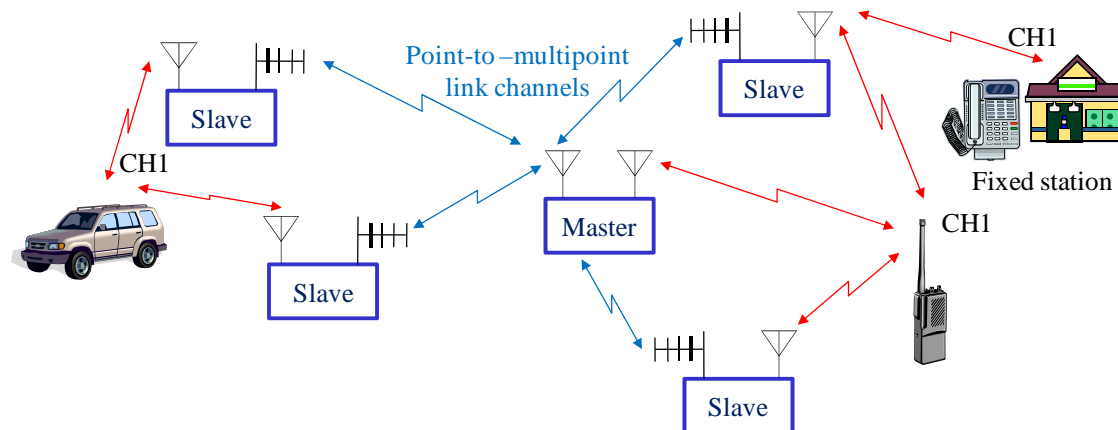 CH1
Point-to –multipoint
link channels
Slave
Slave
CH1
Fixed station
Master
CH1
Slave
Slave